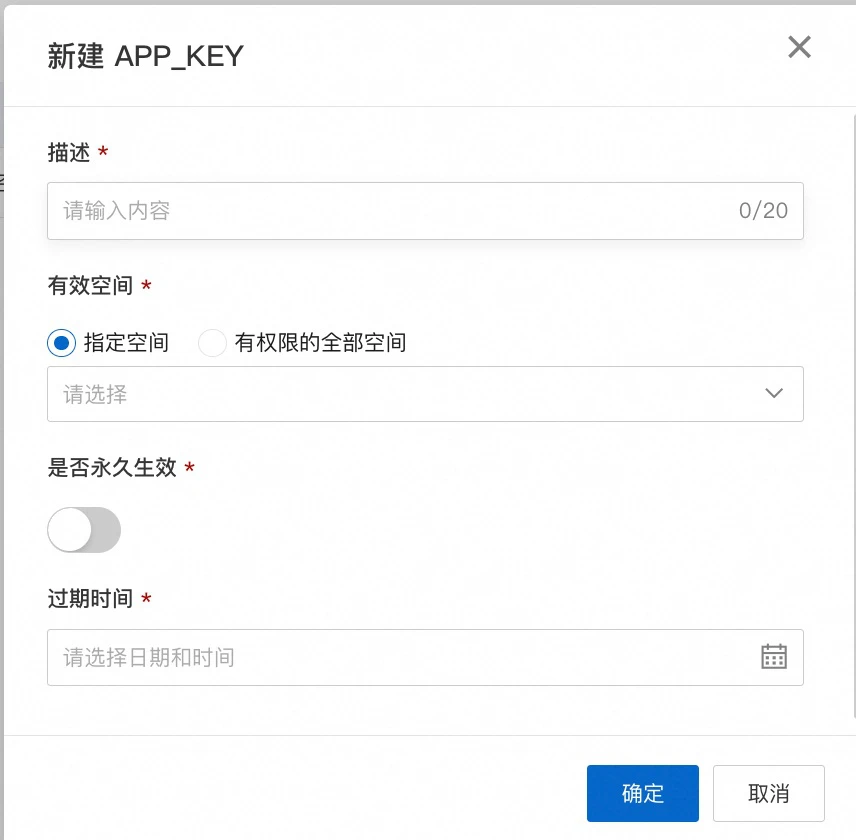 新建 APP_KEY
描述 *
请输入内容 0/20
有效空间 *
指定空间 有权限的全部空间
请选择
是否永久生效 *
过期时间 *
请选择日期和时间
确定 取消